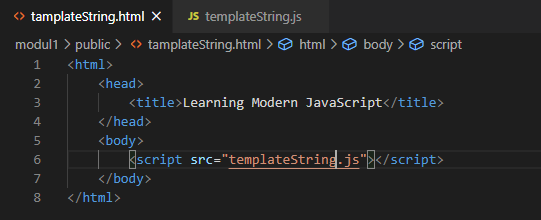 tamplateString.html × JS templateString.js
modul1 > public > tamplateString.html > html > body > script
1 <html>
2 <head>
3 <title>Learning Modern JavaScript</title>
4 </head>
5 <body>
6 <script src="templateString.js"></script>
7 </body>
8 </html>